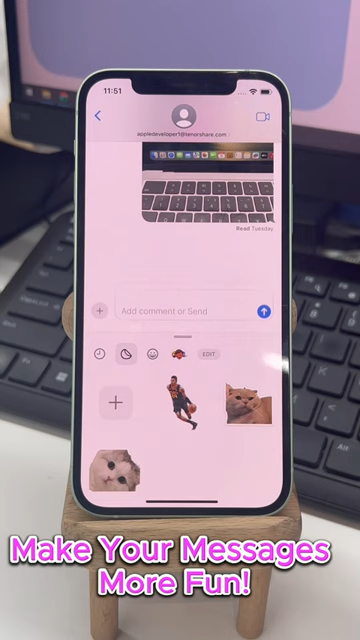 11:51
appledeveloper1@tenorshare.com
Read Tuesday
Add comment or Send
EDIT
Make Your Messages
More Fun!